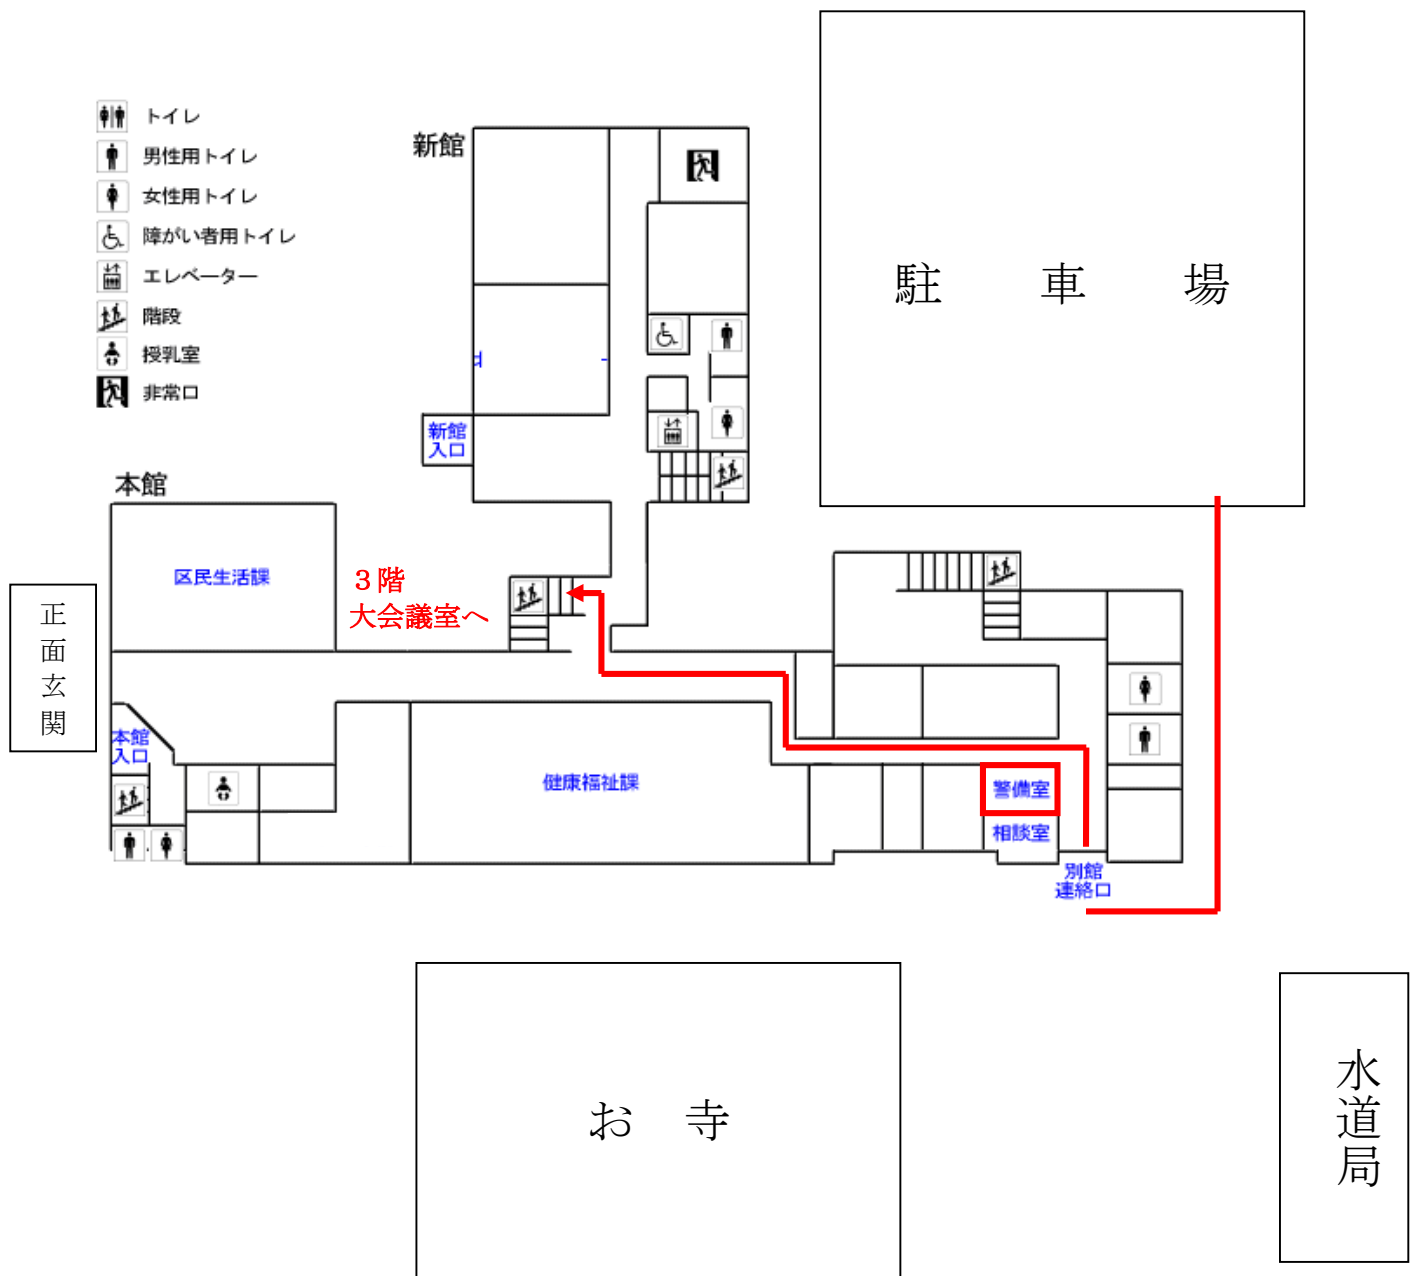 トイレ
男性用トイレ
女性用トイレ
障がい者用トイレ
エレベーター
階段
授乳室
非常口
新館
駐車場
新館
入口
本館
区民生活課
正面玄関
３階
大会議室へ
本館
入口
健康福祉課
警備室
相談室
別館
連絡口
お寺
水道局